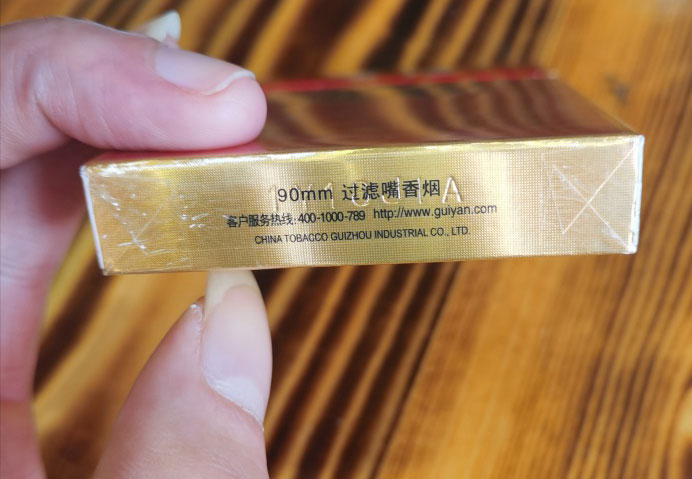 90mm 过滤嘴香烟
客户服务热线:400-1000-789 http://www.guiyan.com
CHINA TOBACCO GUIZHOU INDUSTRIAL CO., LTD.